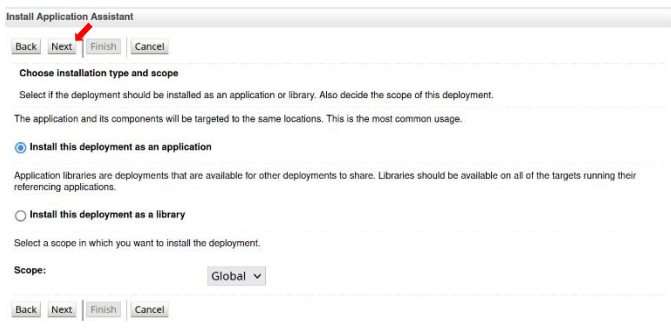 Install Application Assistant
Back Next Finish Cancel
Choose installation type and scope
Select if the deployment should be installed as an application or library. Also decide the scope of this deployment.
The application and its components will be targeted to the same locations. This is the most common usage.
Install this deployment as an application
Application libraries are deployments that are available for other deployments to share. Libraries should be available on all of the targets running their
referencing applications.
Install this deployment as a library
Select a scope in which you want to install the deployment.
Scope: Global
Back Next Finish Cancel